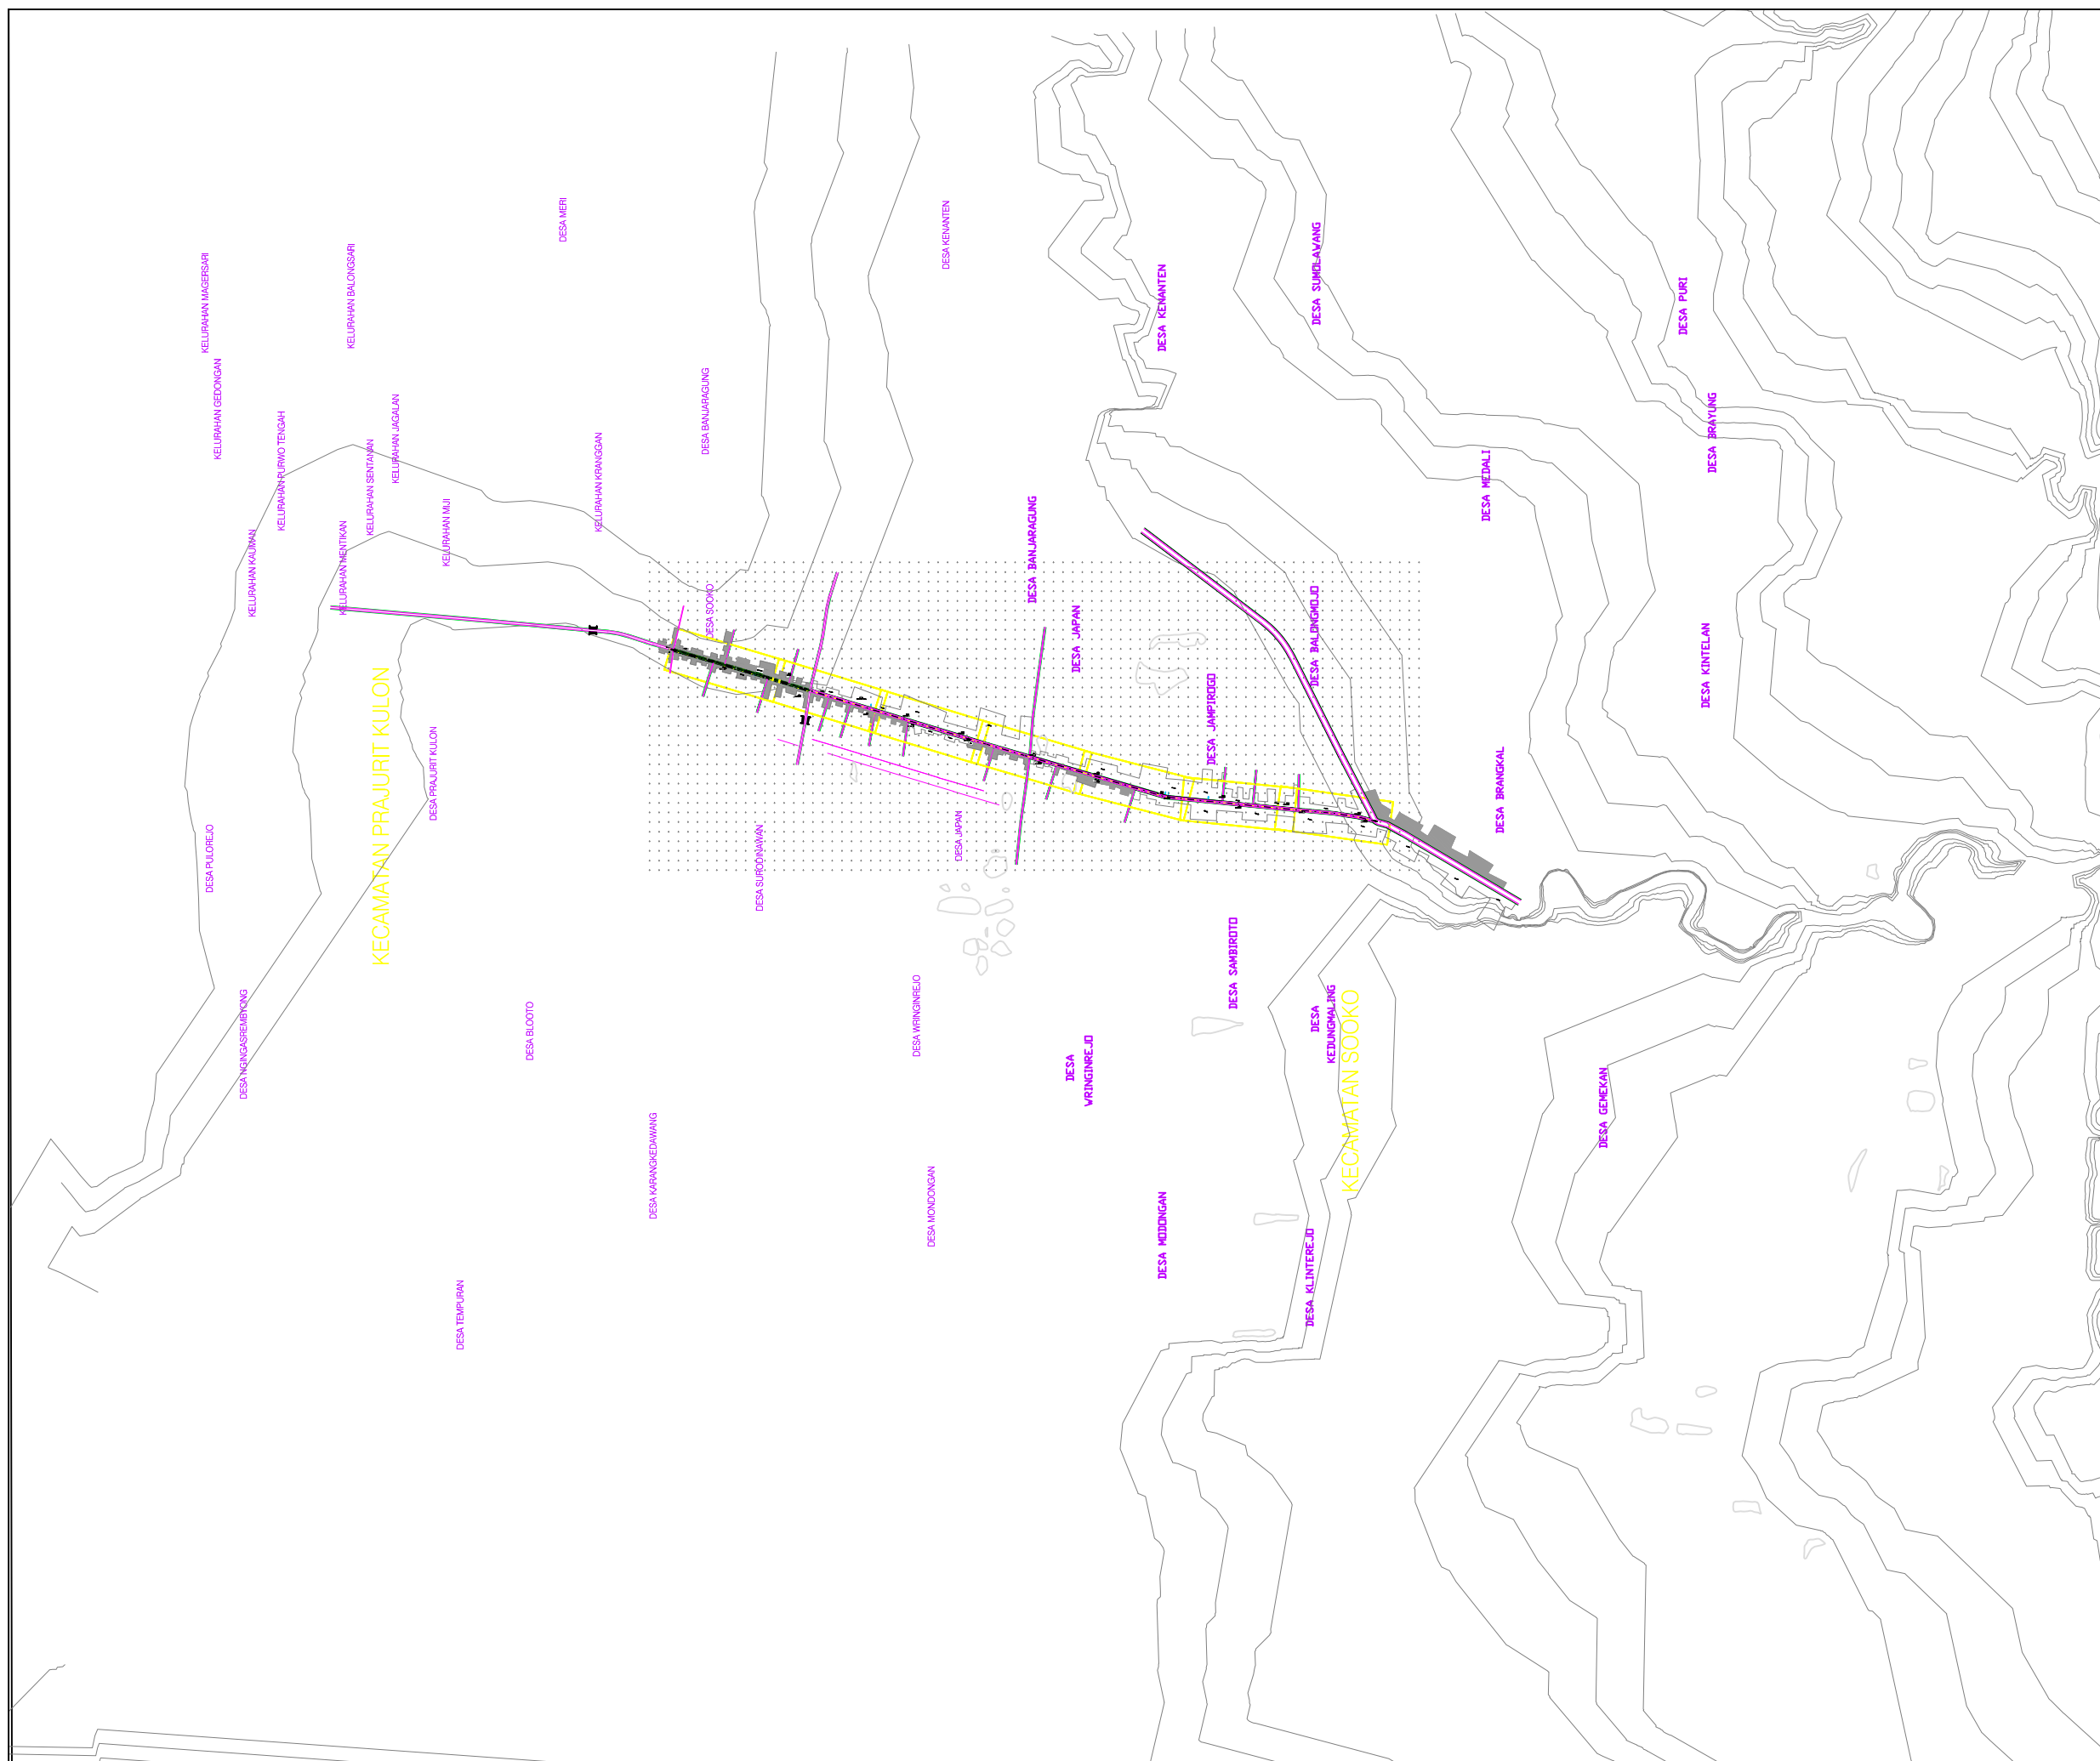 KELURAHAN MAGERSARI
KELURAHAN GEDONGAN
KELURAHAN BALONGSARI
KELURAHAN PURWO TENGAH
KELURAHAN SENTANAN
KELURAHAN JAGALAN
KELURAHAN MIJI
KELURAHAN KAUMAN
KELURAHAN MENTIKAN
KELURAHAN KRANGGAN
DESA MERI
DESA BANJARAGUNG
DESA KENANTEN
DESA KENANTEN
DESA SUMOLAWANG
DESA PURI
DESA BRAYUNG
DESA MEDALI
DESA BANJARAGUNG
DESA SOOKO
DESA JAPAN
DESA BALONGMOJO
DESA KINTELAN
DESA JAMPIROGO
DESA BRANGKAL
KECAMATAN PRAJURIT KULON
DESA PRAJURIT KULON
DESA PULOREJO
DESA SURODINAWAN
DESA JAPAN
DESA SAMBIROTO
DESA
KEDUNGMALING
KECAMATAN SOOKO
DESA NGINGASREMBYONG
DESA BLOOTO
DESA WRINGINREJO
DESA
WRINGINREJO
DESA GEMEKAN
DESA KARANGKEDAWANG
DESA MONDONGAN
DESA MODONGAN
DESA KLINTEREJO
DESA TEMPURAN